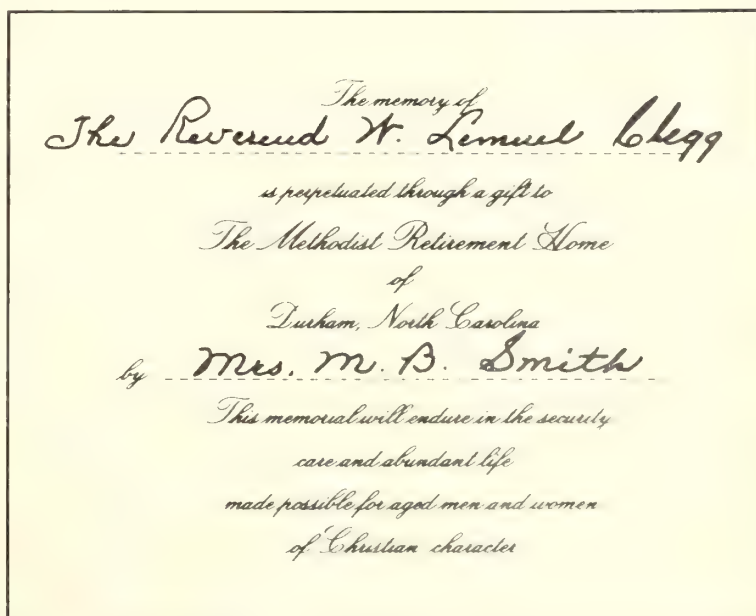 The memory of
The Reverend W. Lemuel Clegg
is perpetuated through a gift to
The Methodist Retirement Home
of
Durham, North Carolina
by Mrs. M. B. Smith
This memorial will endure in the security
care and abundant life
made possible for aged men and women
of Christian character